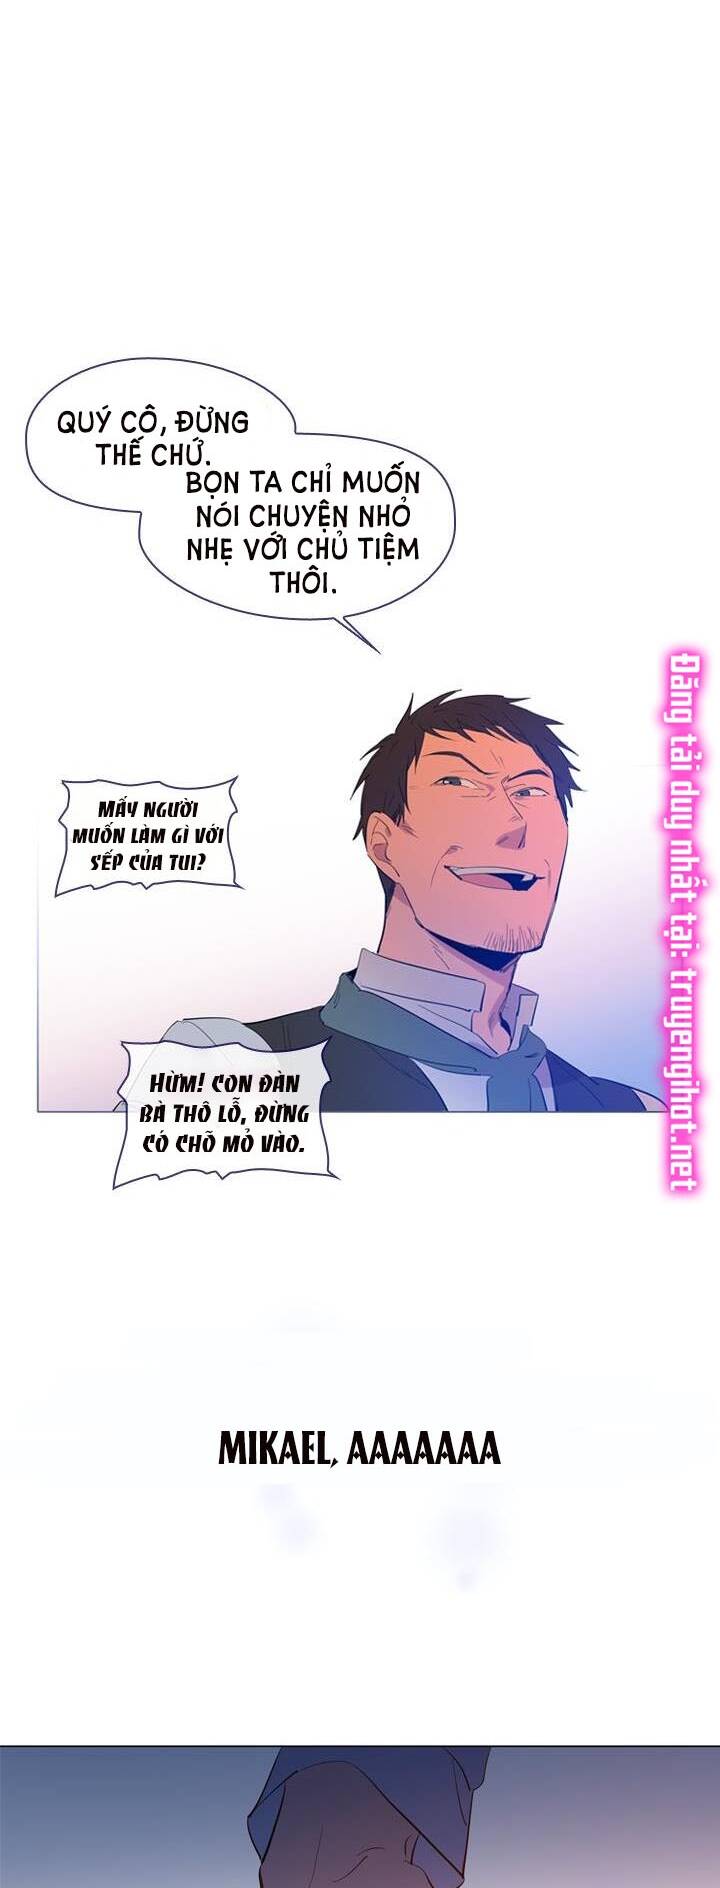 QUÝ CÔ, ĐỪNG
THẾ CHỨ.
BỌN TA CHỈ MUỐN
NÓI CHUYỆN NHỎ
NHẸ VỚI CHỦ TIỆM
THÔI.
MẤY NGƯỜI
MUỐN LÀM GÌ VỚI
SẾP CỦA TUI?
HỪM! CON ĐÀN
BÀ THÔ LỖ, ĐỪNG
CÓ CHÕ MỎ VÀO.
Đăng tải duy nhất tại: truyengihot.net
MIKAEL, AAAAAAA